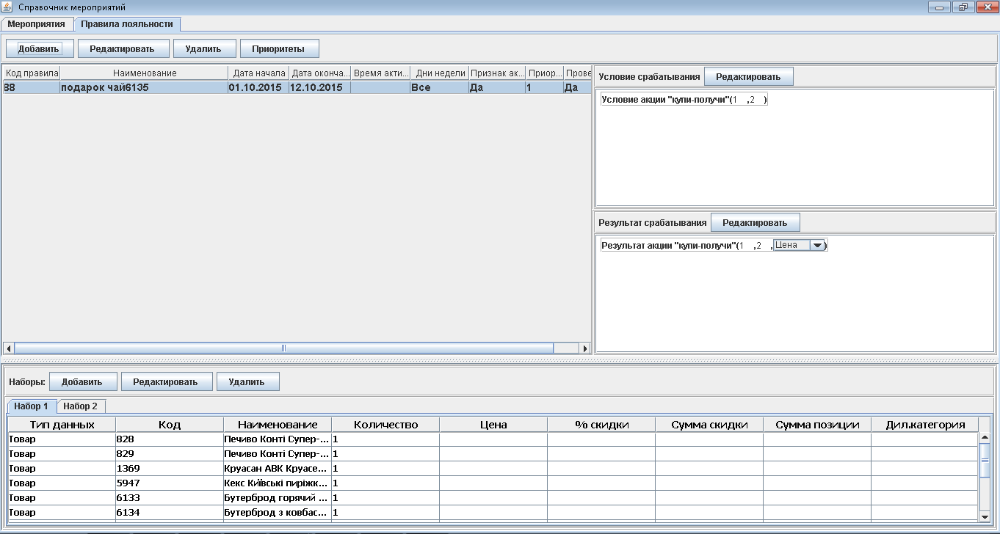 Справочник мероприятий
Мероприятия Правила лояльности
Добавить Редактировать Удалить Приоритеты
Код правила Наименование Дата начала Дата оконча... Время акти... Дни недели Признак ак... Приор... Прове
88 подарок чай6135 01.10.2015 12.10.2015 Все Да 1 Да
Условие срабатывания Редактировать
Условие акции "купи-получи"(1 ,2 )
Результат срабатывания Редактировать
Результат акции "купи-получи"(1 ,2 ,Цена )
Наборы: Добавить Редактировать Удалить
Набор 1 Набор 2
Тип данных Код Наименование Количество Цена % скидки Сумма скидки Сумма позиции Дил.категория
Товар 828 Печиво Конті Супер-... 1
Товар 829 Печиво Конті Супер-... 1
Товар 1369 Круасан АВК Круасе... 1
Товар 5947 Кекс Київські пиріжк... 1
Товар 6133 Бутерброд горячий ... 1
Товар 6134 Бутерброд з ковбас... 1